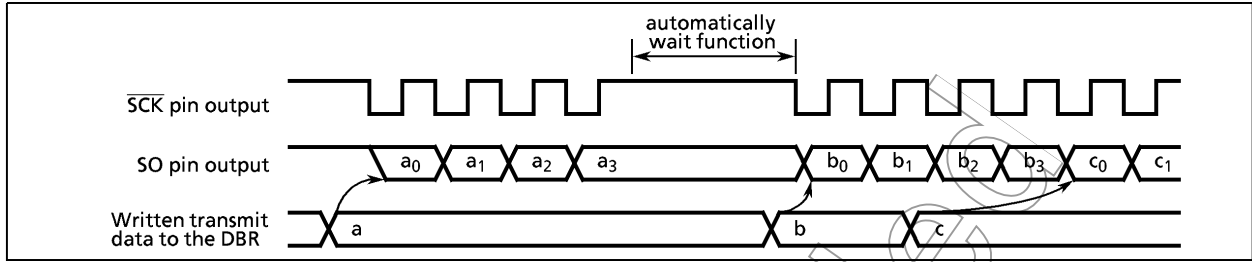 automatically
wait function
SCK pin output
SO pin output
a0 a1 a2 a3 b0 b1 b2 b3 c0 c1
Written transmit
data to the DBR
a b c